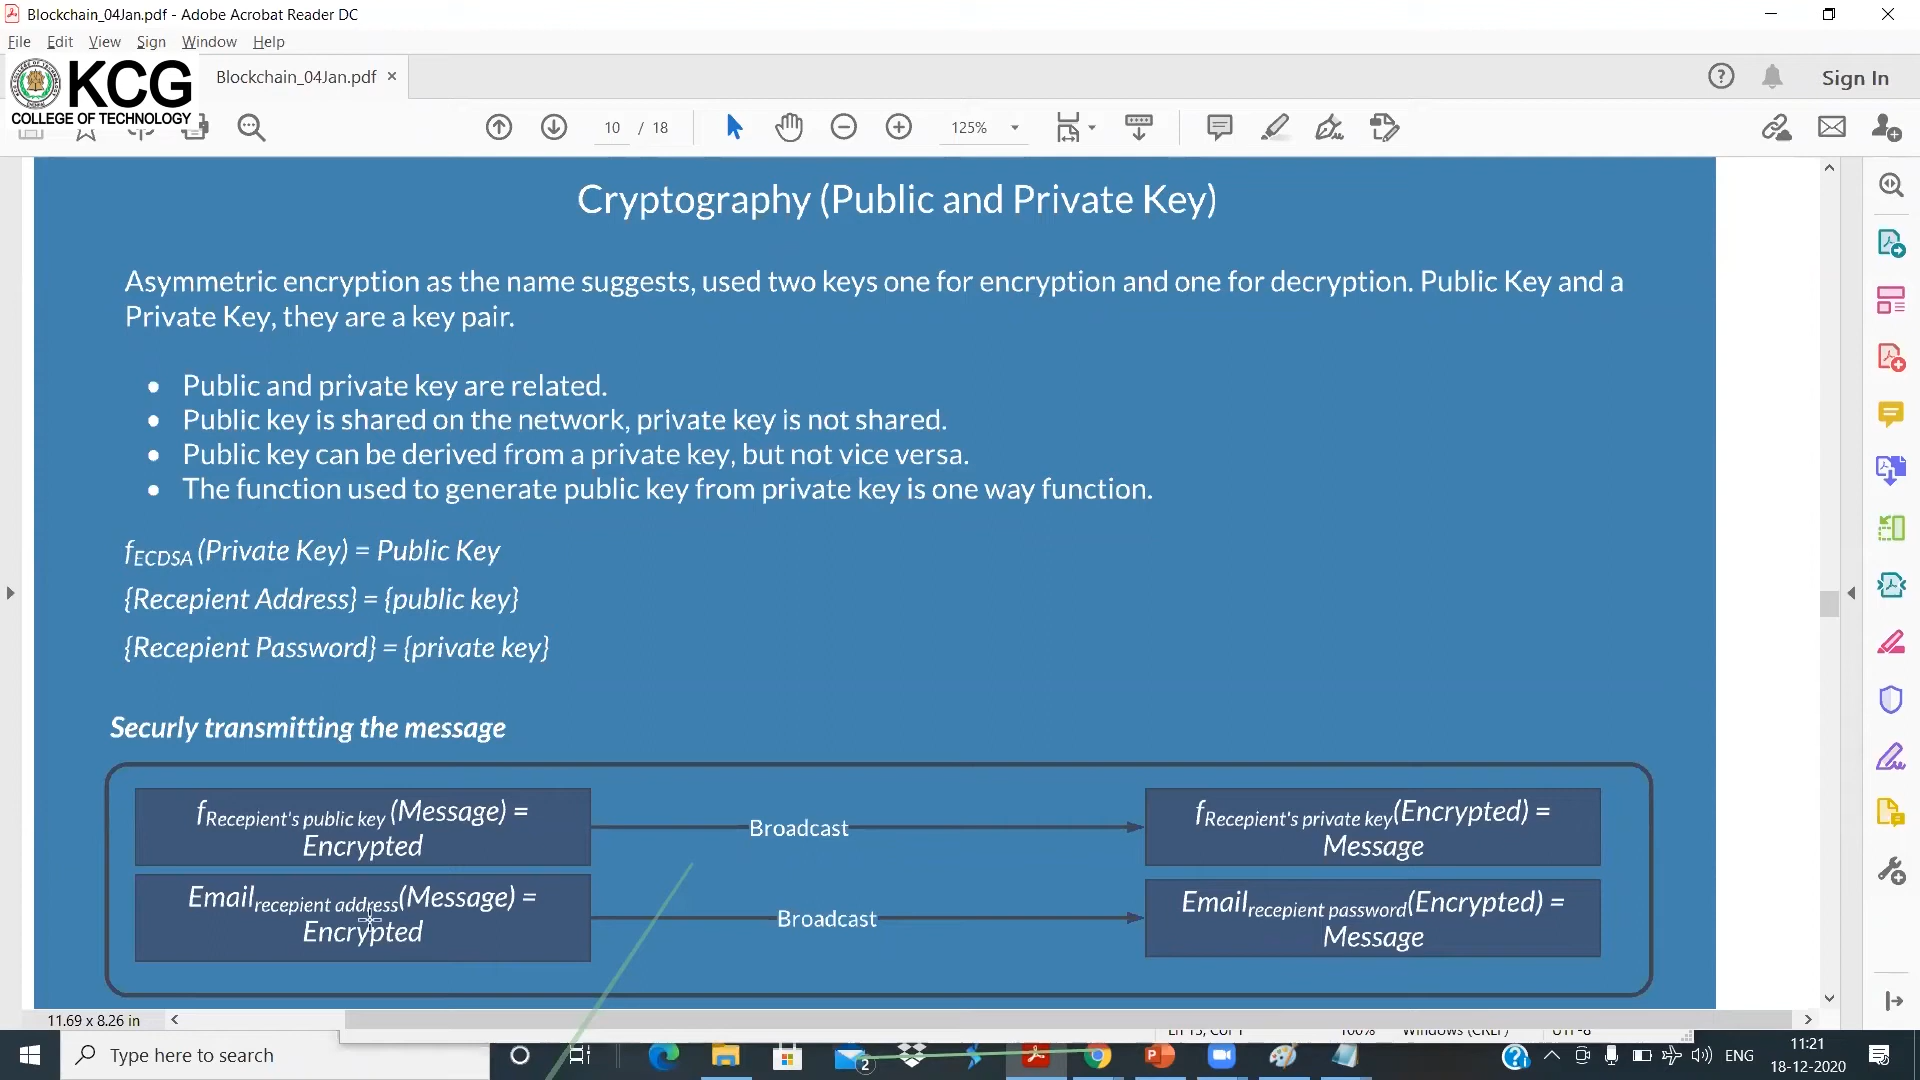 Blockchain_04Jan.pdf - Adobe Acrobat Reader DC
File Edit View Sign Window Help
KCG
COLLEGE OF TECHNOLOGY
Blockchain_04Jan.pdf ×
Sign In
10 / 18
125%
Cryptography (Public and Private Key)
Asymmetric encryption as the name suggests, used two keys one for encryption and one for decryption. Public Key and a
Private Key, they are a key pair.
• Public and private key are related.
• Public key is shared on the network, private key is not shared.
• Public key can be derived from a private key, but not vice versa.
• The function used to generate public key from private key is one way function.
fECDSA (Private Key) = Public Key
{Recepient Address} = {public key}
{Recepient Password} = {private key}
Securly transmitting the message
fRecepient's public key (Message) =
Encrypted
Broadcast
fRecepient's private key(Encrypted) =
Message
Emailrecepient address(Message) =
Encrypted
Broadcast
Emailrecepient password(Encrypted) =
Message
11.69 x 8.26 in
Type here to search
2
ENG
11:21
18-12-2020